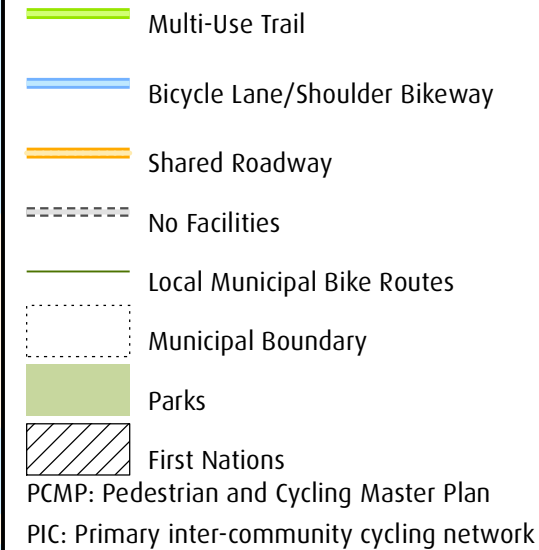 Multi-Use Trail
Bicycle Lane/Shoulder Bikeway
Shared Roadway
No Facilities
Local Municipal Bike Routes
Municipal Boundary
Parks
First Nations
PCMP: Pedestrian and Cycling Master Plan
PIC: Primary inter-community cycling network